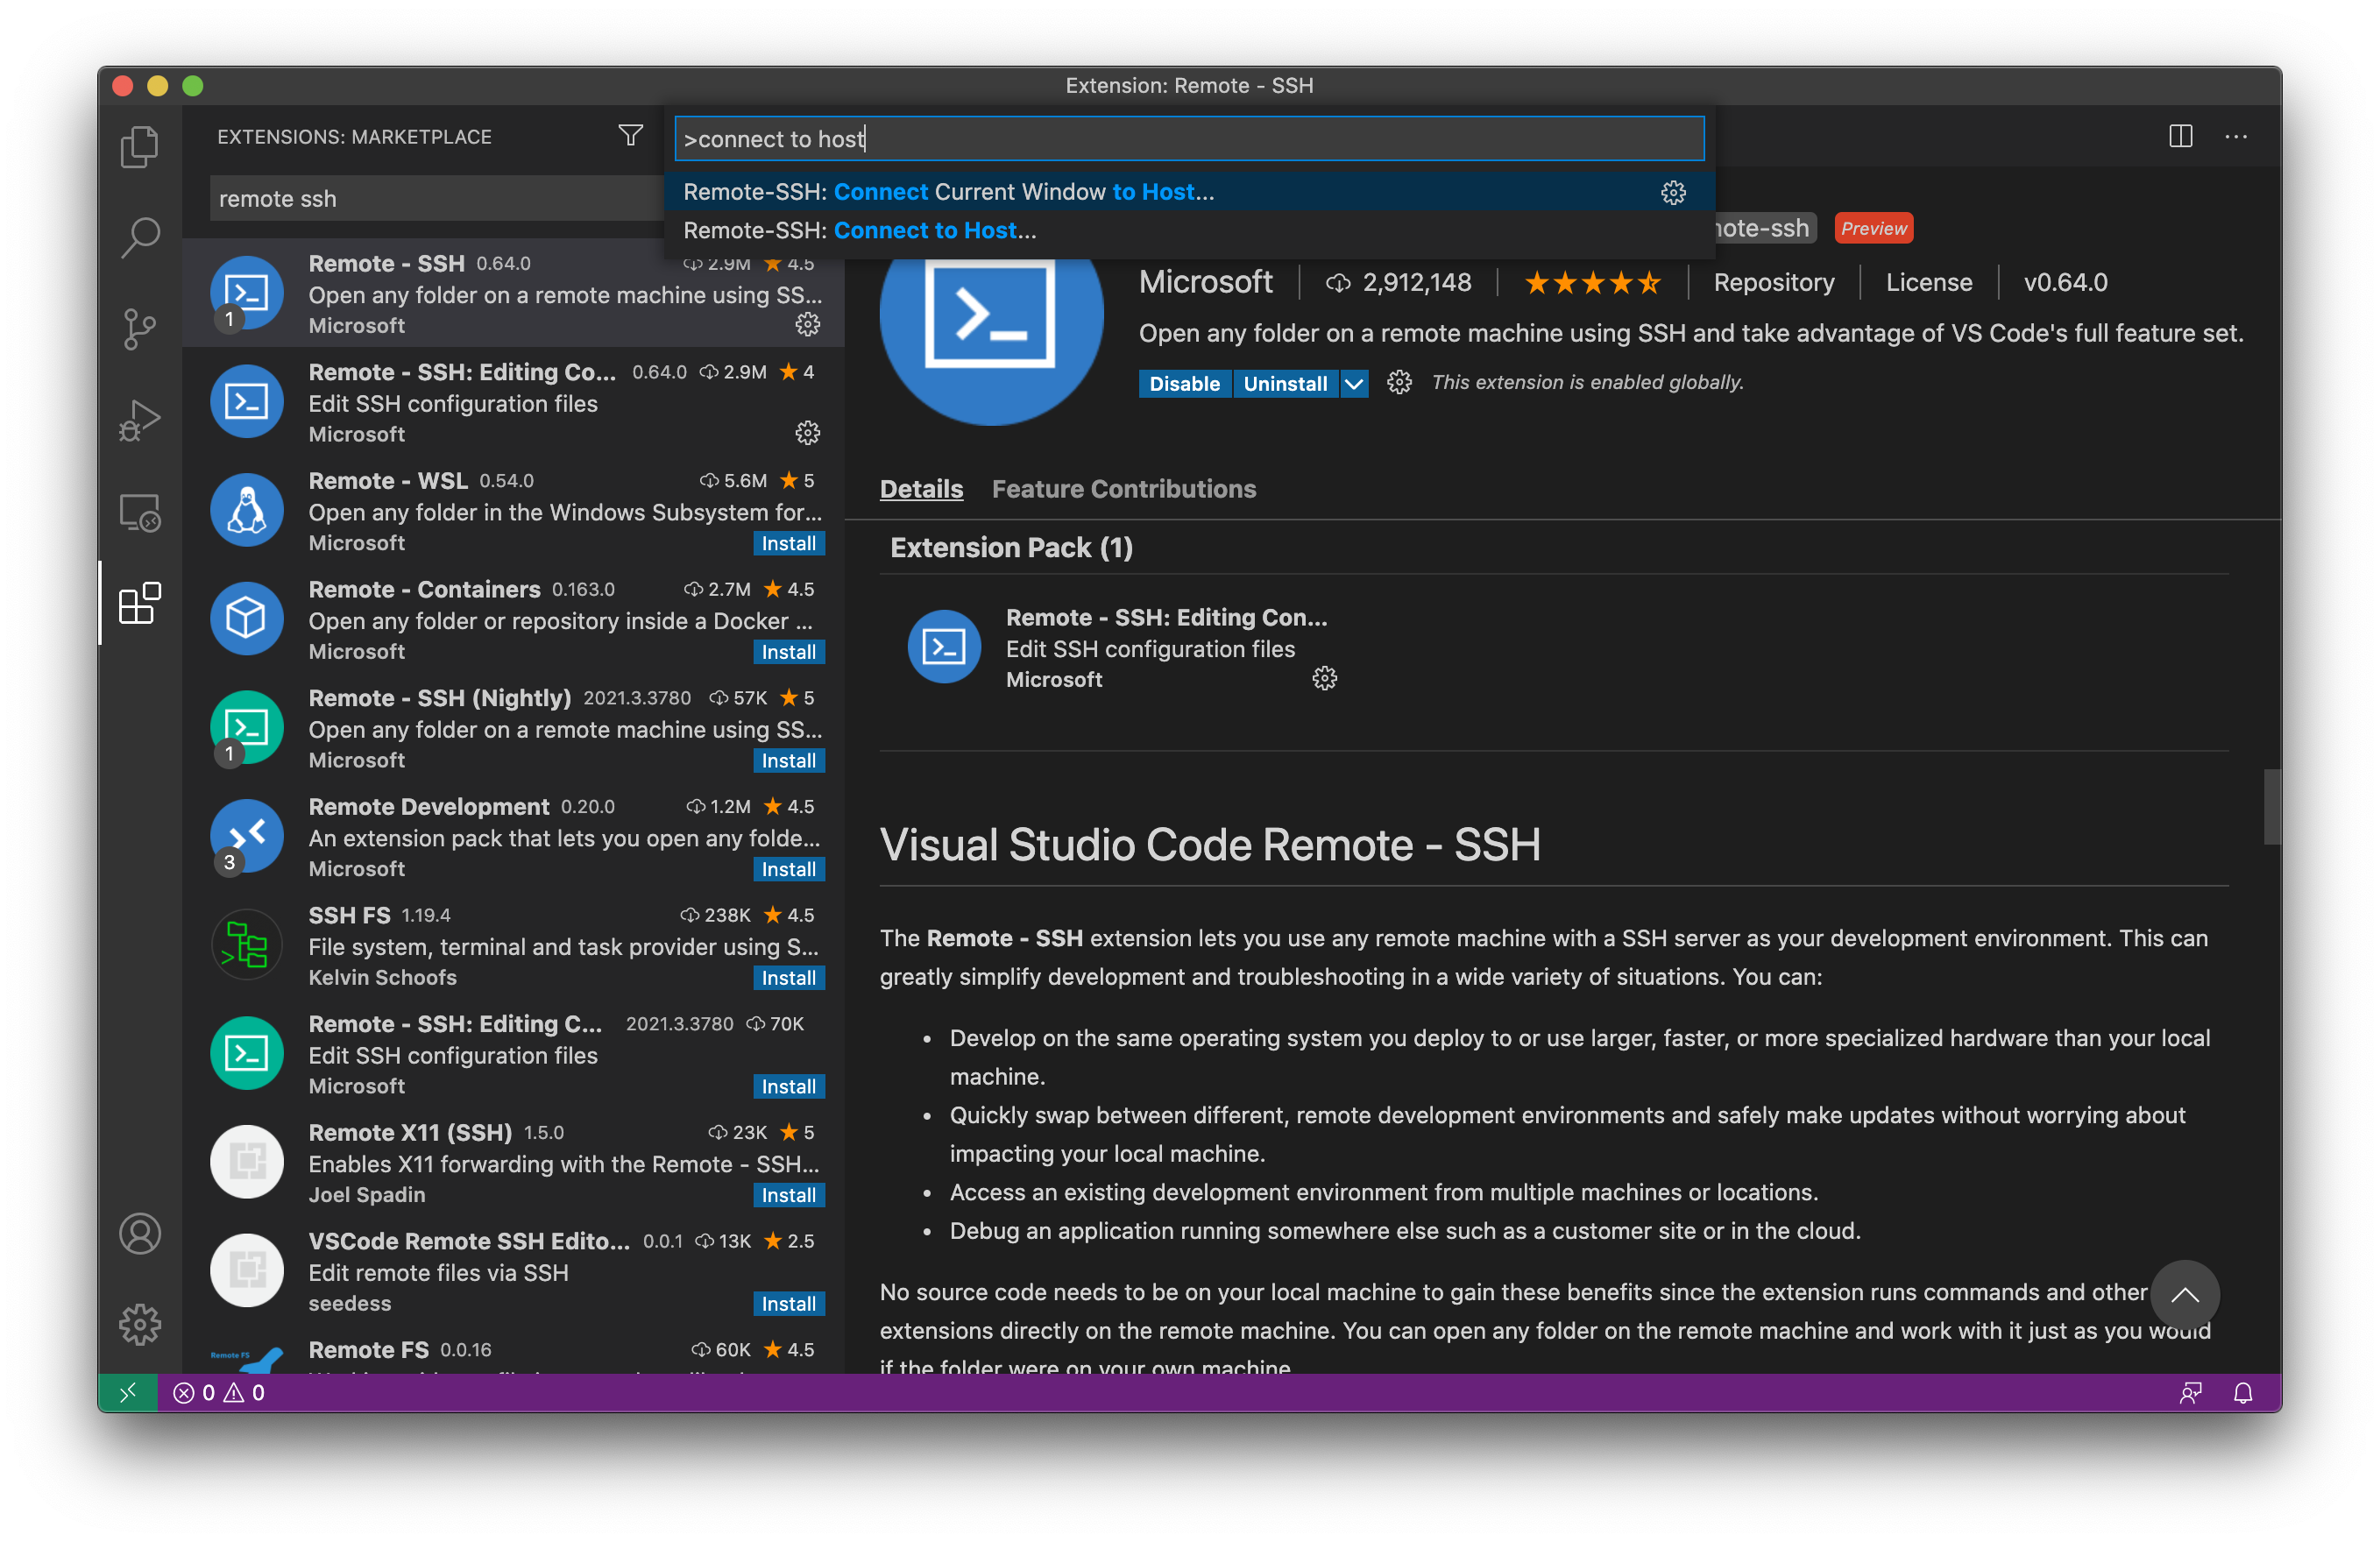 Extension: Remote - SSH
EXTENSIONS: MARKETPLACE
remote ssh
>connect to host
Remote-SSH: Connect Current Window to Host...
Remote-SSH: Connect to Host...
Remote - SSH 0.64.0 2.9M 4.5
Open any folder on a remote machine using SS...
1
Microsoft
Remote - SSH: Editing Co... 0.64.0 2.9M 4
Edit SSH configuration files
Microsoft
Remote - WSL 0.54.0 5.6M 5
Open any folder in the Windows Subsystem for...
Microsoft Install
Remote - Containers 0.163.0 2.7M 4.5
Open any folder or repository inside a Docker ...
Microsoft Install
Remote - SSH (Nightly) 2021.3.3780 57K 5
Open any folder on a remote machine using SS...
1
Microsoft Install
Remote Development 0.20.0 1.2M 4.5
An extension pack that lets you open any folde...
3
Microsoft Install
SSH FS 1.19.4 238K 4.5
File system, terminal and task provider using S...
Kelvin Schoofs Install
Remote - SSH: Editing C... 2021.3.3780 70K
Edit SSH configuration files
Microsoft Install
Remote X11 (SSH) 1.5.0 23K 5
Enables X11 forwarding with the Remote - SSH...
Joel Spadin Install
VSCode Remote SSH Edito... 0.0.1 13K 2.5
Edit remote files via SSH
seedess Install
Remote FS 0.0.16 60K 4.5
Remote FS
ote-ssh Preview
Microsoft 2,912,148 Repository License v0.64.0
Open any folder on a remote machine using SSH and take advantage of VS Code's full feature set.
Disable Uninstall This extension is enabled globally.
Details Feature Contributions
Extension Pack (1)
Remote - SSH: Editing Con...
Edit SSH configuration files
Microsoft
Visual Studio Code Remote - SSH
The Remote - SSH extension lets you use any remote machine with a SSH server as your development environment. This can
greatly simplify development and troubleshooting in a wide variety of situations. You can:
• Develop on the same operating system you deploy to or use larger, faster, or more specialized hardware than your local
machine.
• Quickly swap between different, remote development environments and safely make updates without worrying about
impacting your local machine.
• Access an existing development environment from multiple machines or locations.
• Debug an application running somewhere else such as a customer site or in the cloud.
No source code needs to be on your local machine to gain these benefits since the extension runs commands and other
extensions directly on the remote machine. You can open any folder on the remote machine and work with it just as you would
if the folder were on your own machine
0 0